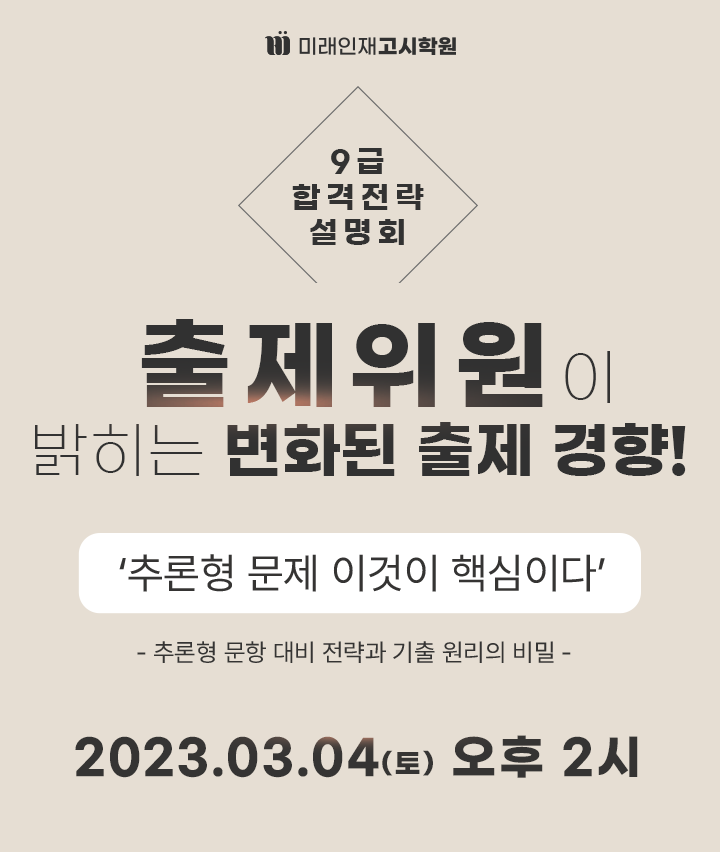 미래인재고시학원
9급
합격전략
설명회
출제위원이
밝히는 변화된 출제 경향!
‘추론형 문제 이것이 핵심이다’
- 추론형 문항 대비 전략과 기출 원리의 비밀 -
2023.03.04(토) 오후 2시